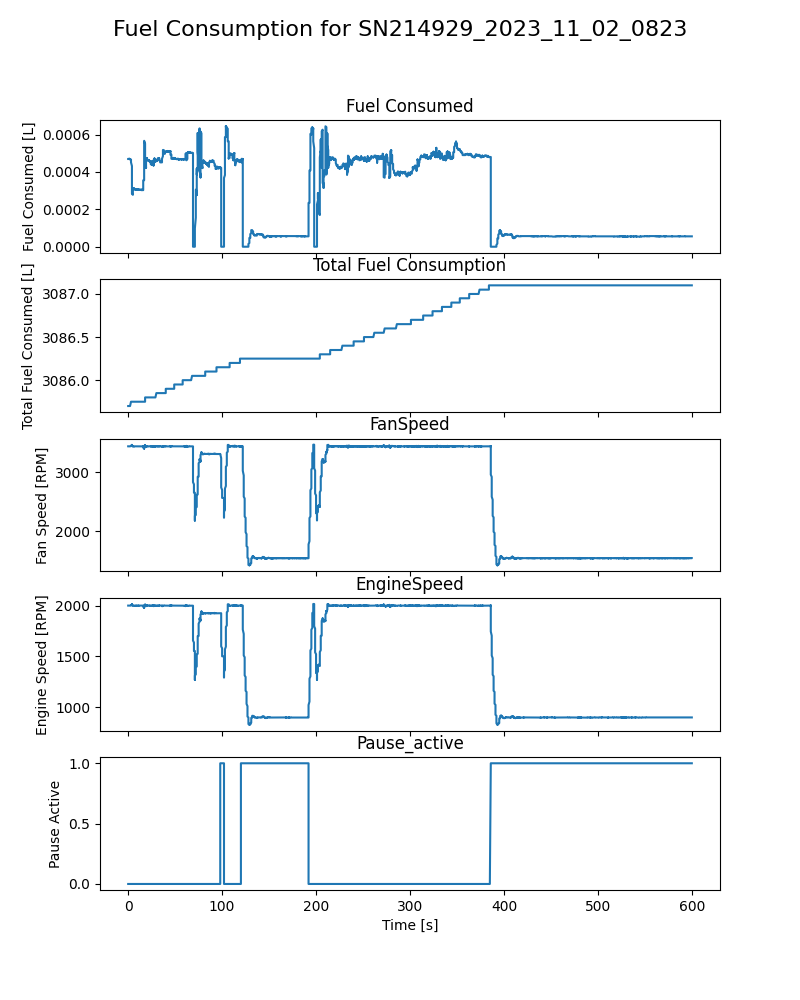 Fuel Consumption for SN214929_2023_11_02_0823
Fuel Consumed
Fuel Consumed [L]
0.0006
0.0004
0.0002
0.0000
Total Fuel Consumption
Total Fuel Consumed [L]
3087.0
3086.5
3086.0
FanSpeed
Fan Speed [RPM]
3000
2000
EngineSpeed
Engine Speed [RPM]
2000
1500
1000
Pause_active
Pause Active
1.0
0.5
0.0
0 100 200 300 400 500 600
Time [s]